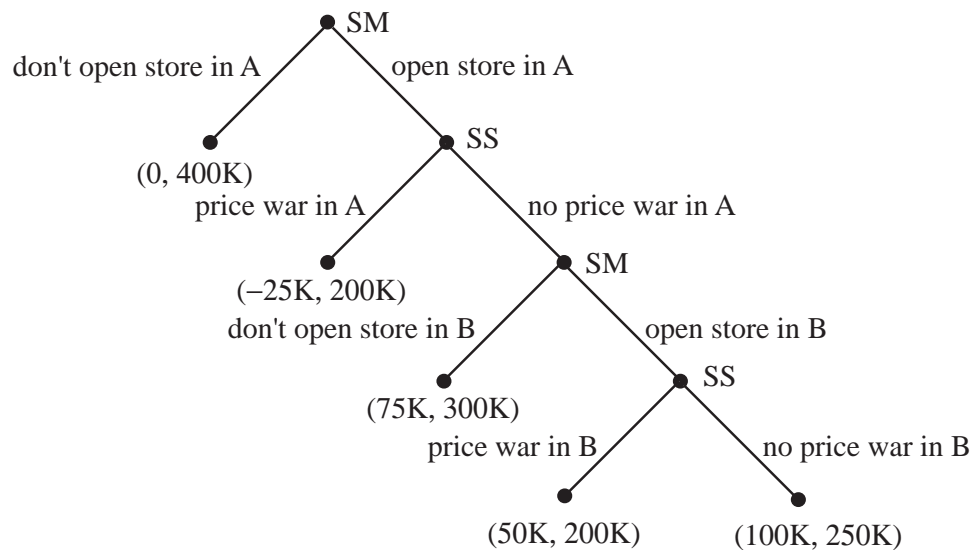 SM
don't open store in A
open store in A
SS
(0, 400K)
price war in A
no price war in A
SM
(−25K, 200K)
don't open store in B
open store in B
SS
(75K, 300K)
price war in B
no price war in B
(50K, 200K)
(100K, 250K)